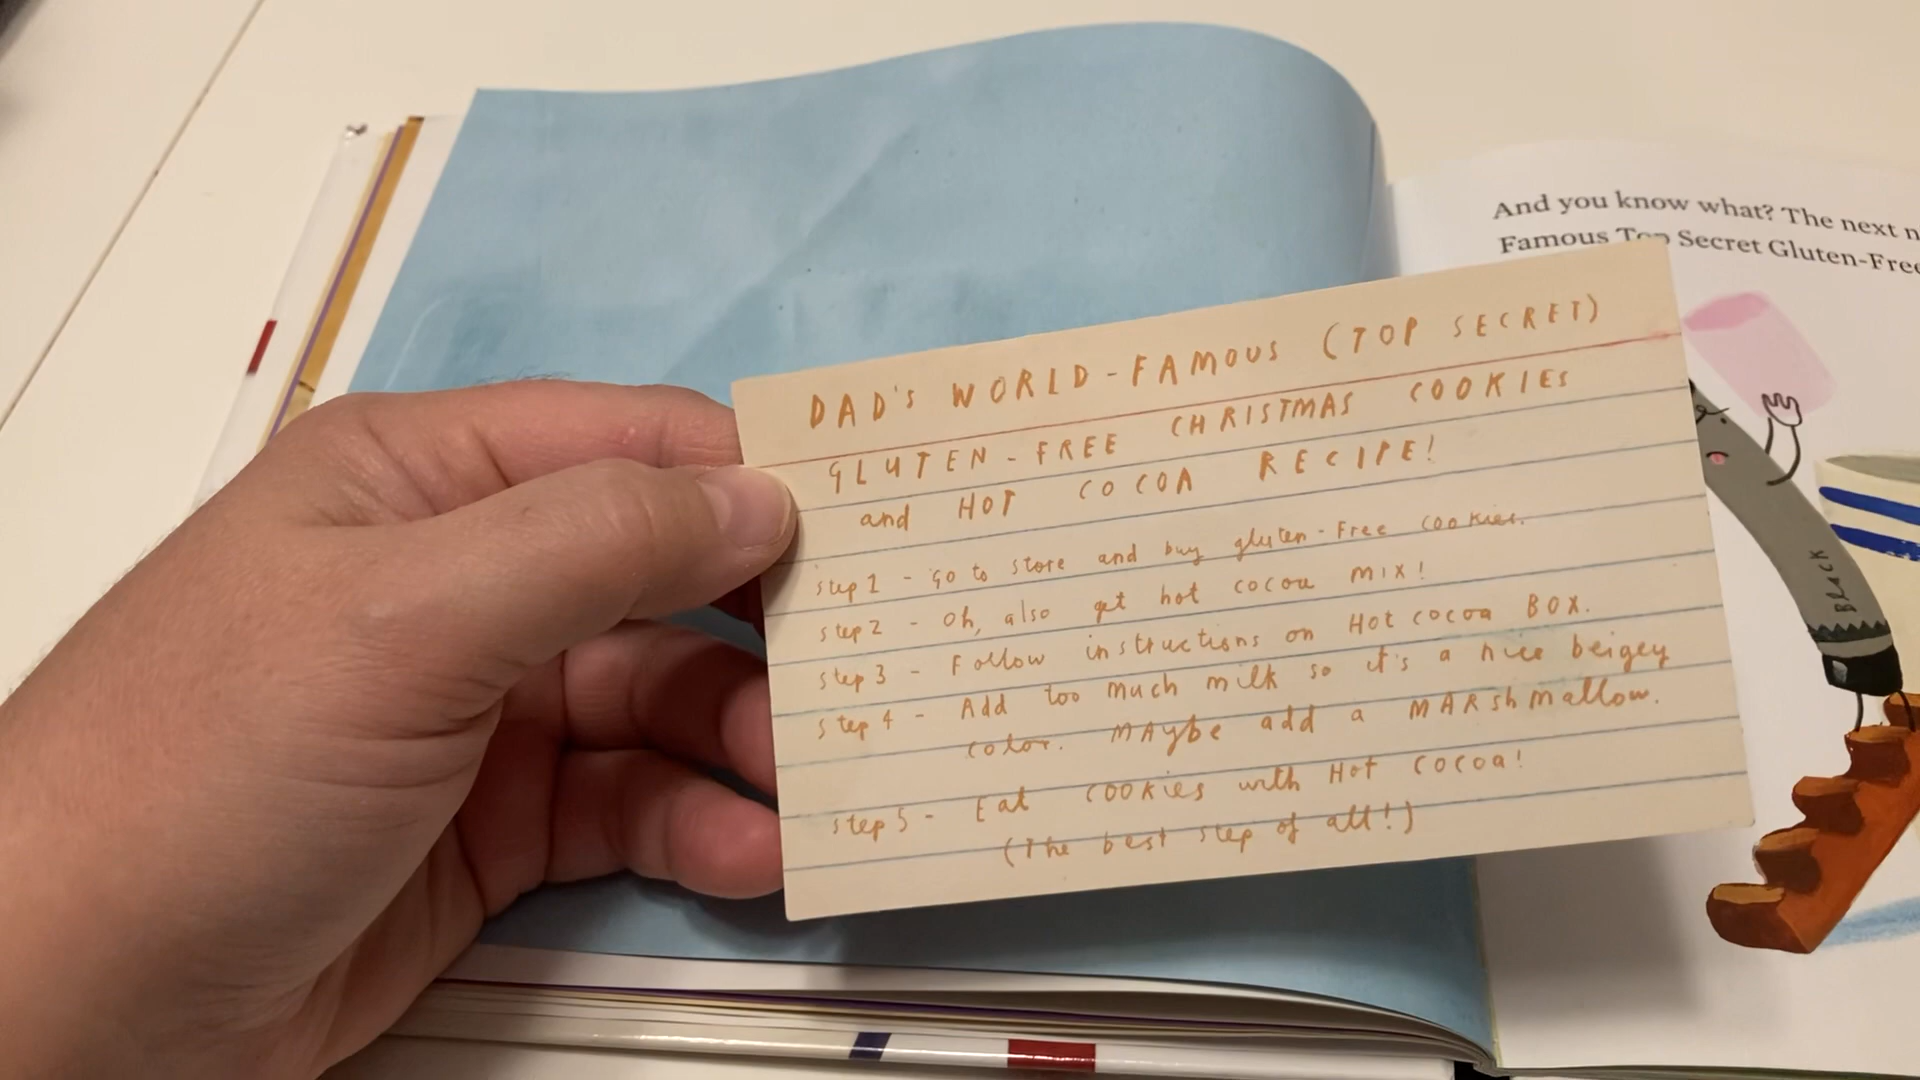 And you know what? The next n
Famous Top Secret Gluten-Free
DAD'S WORLD-FAMOUS (TOP SECRET)
GLUTEN-FREE CHRISTMAS COOKIES
and HOT COCOA RECIPE!
step 1 - Go to store and buy gluten-Free cookies.
step 2 - Oh, also get hot cocoa mix!
step 3 - Follow instructions on Hot cocoa BOX.
step 4 - Add too much milk so it's a nice beigey
color. MAybe add a MARshmallow.
step 5 - Eat cookies with Hot cocoa!
(The best step of all!)
BLACK